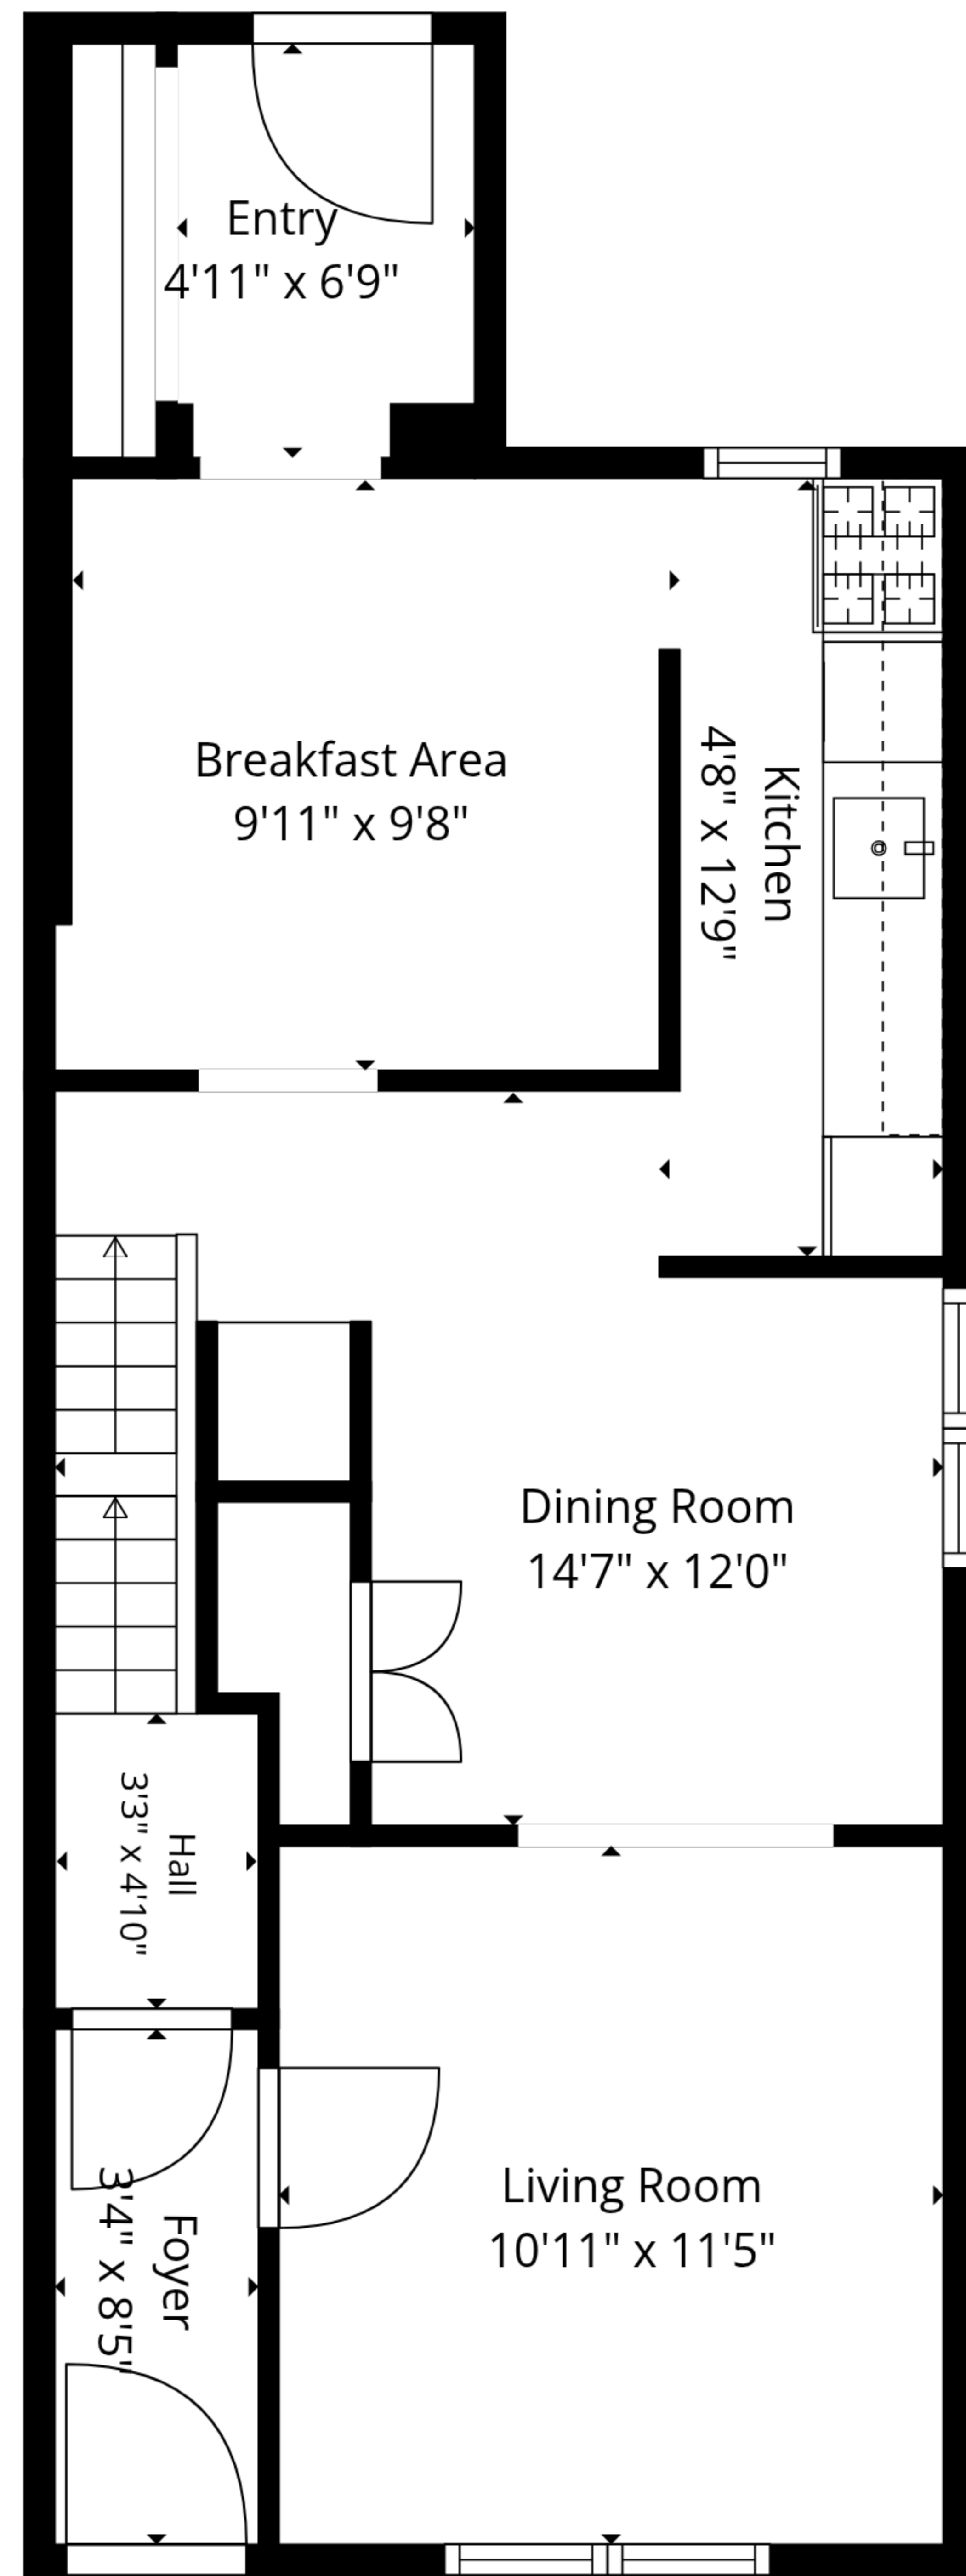 Entry
4'11" x 6'9"
Breakfast Area
9'11" x 9'8"
Kitchen
4'8" x 12'9"
Dining Room
14'7" x 12'0"
Hall
3'3" x 4'10"
Living Room
10'11" x 11'5"
Foyer
3'4" x 8'5"